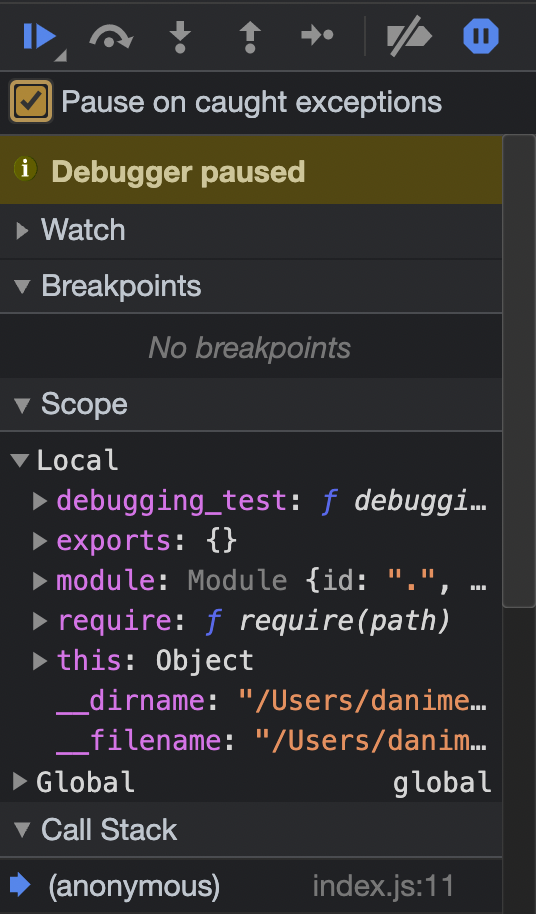 Pause on caught exceptions
i Debugger paused
Watch
Breakpoints
No breakpoints
Scope
Local
debugging_test: ƒ debuggi…
exports: {}
module: Module {id: ".", …
require: ƒ require(path)
this: Object
__dirname: "/Users/danime…
__filename: "/Users/danim…
Global global
Call Stack
(anonymous) index.js:11